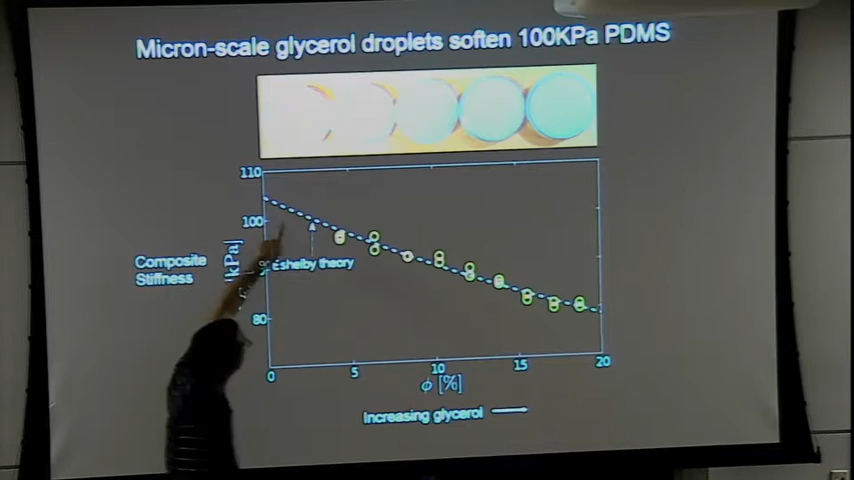 Micron-scale glycerol droplets soften 100KPa PDMS
110
100
Composite
Stiffness
[kPa]
Eshelby theory
80
0 5 10 15 20
ϕ [%]
Increasing glycerol